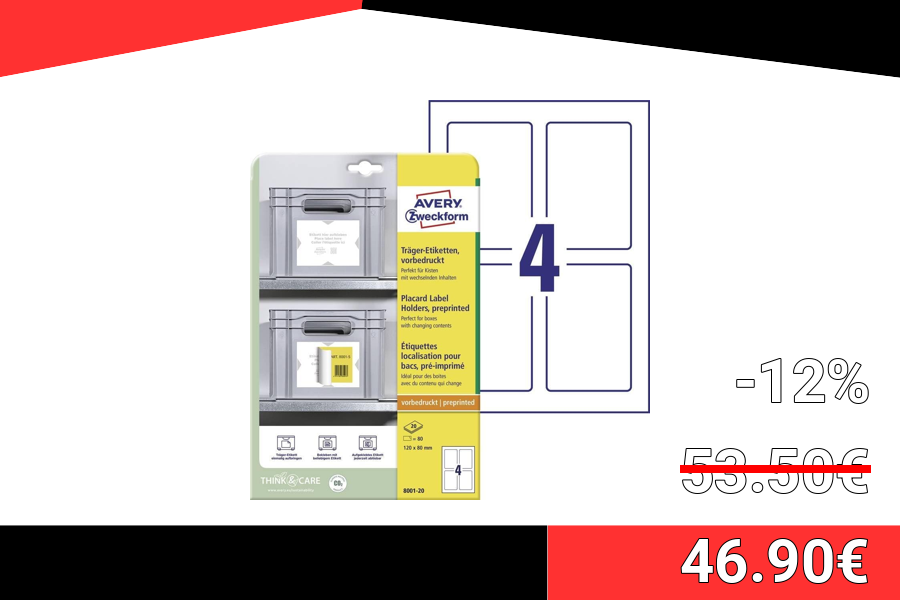 AVERY
Zweckform
Träger-Etiketten,
vorbedruckt
Perfekt für Kisten
mit wechselnden Inhalten
Placard Label
Holders, preprinted
Perfect for boxes
with changing contents
Étiquettes
localisation pour
bacs, pré-imprimé
Idéal pour des boîtes
avec du contenu qui change
vorbedruckt | preprinted
20
= 80
120 x 80 mm
4
8001-20
THINK & CARE
CO₂
4
-12%
53.50€
46.90€